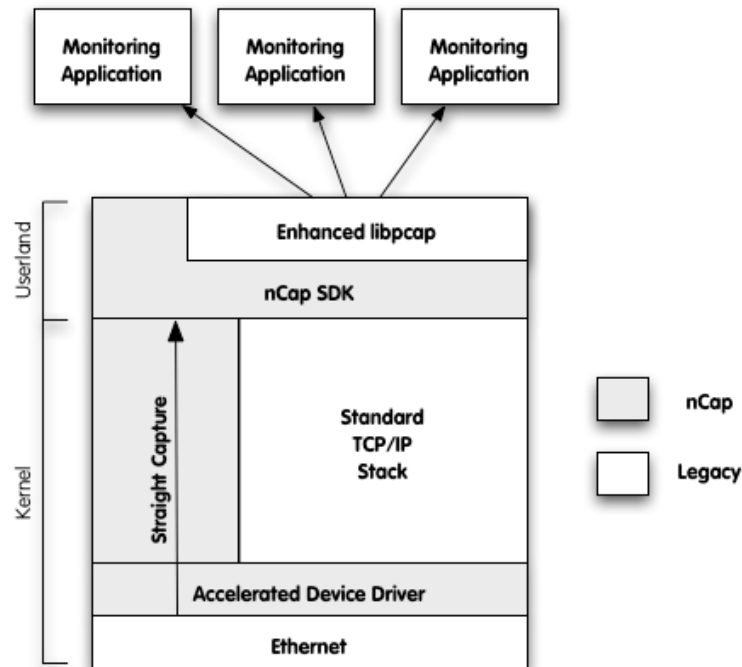 Monitoring
Application
Monitoring
Application
Monitoring
Application
Userland
Enhanced libpcap
nCap SDK
Kernel
Straight Capture
Standard
TCP/IP
Stack
nCap
Legacy
Accelerated Device Driver
Ethernet